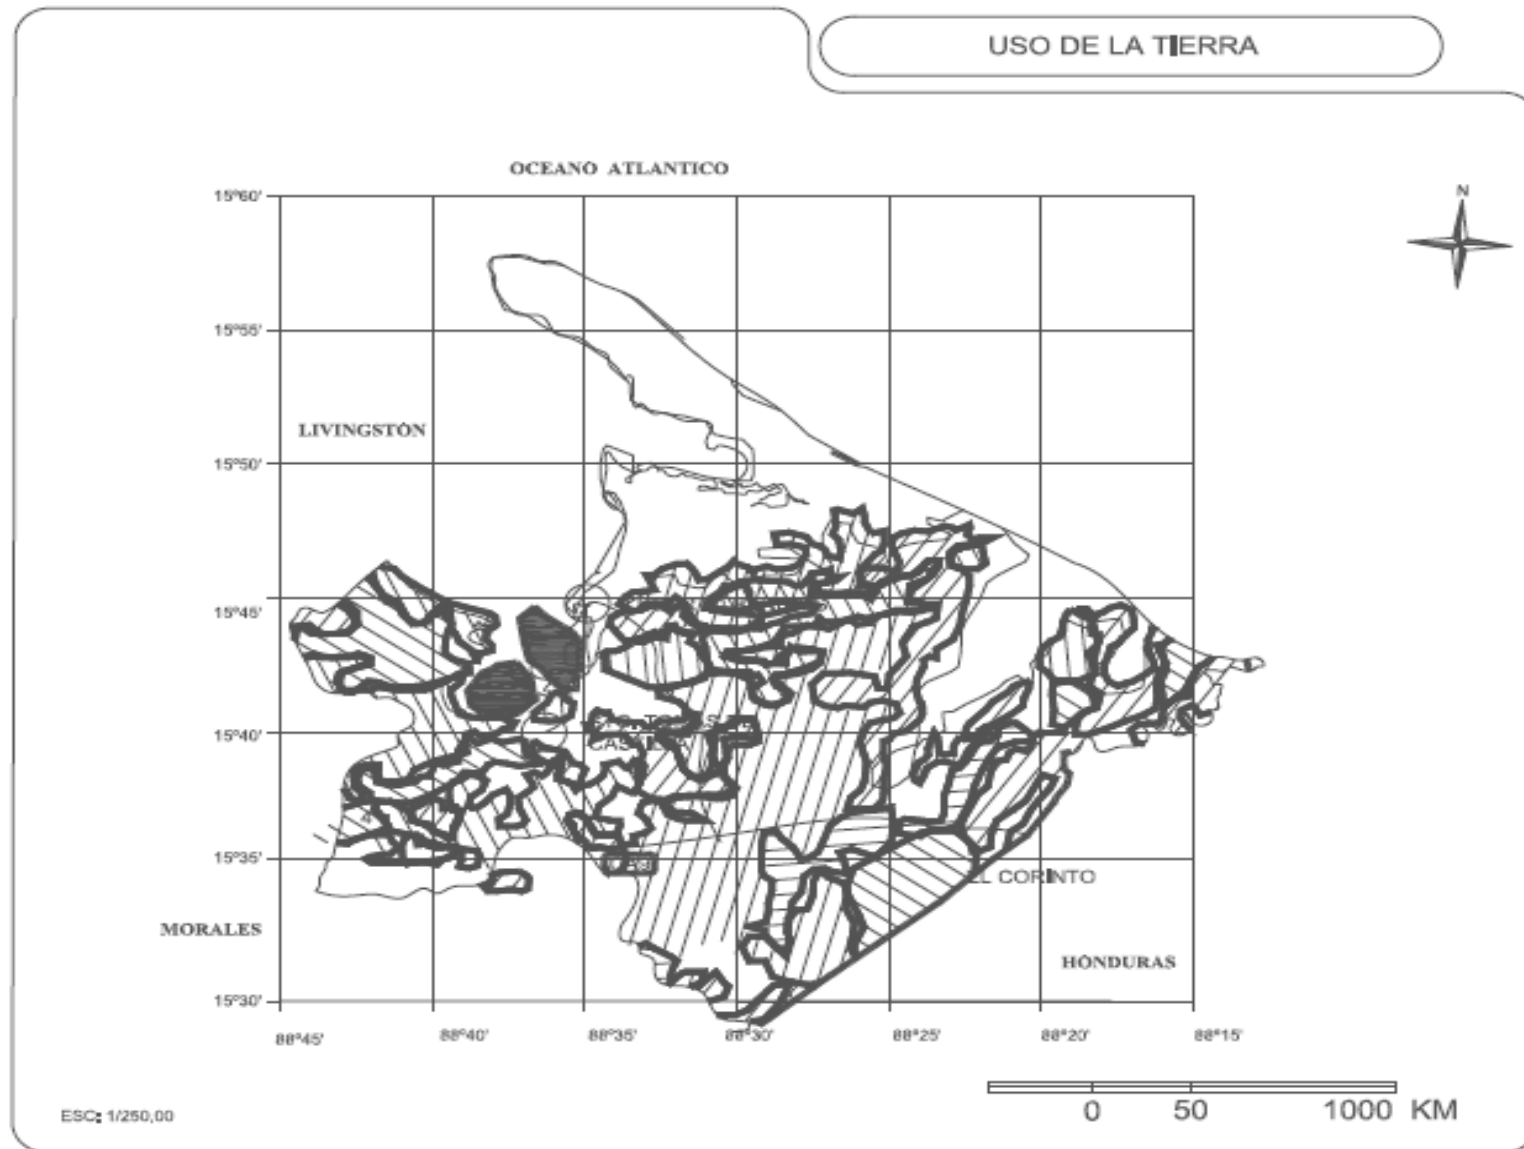 USO DE LA TIERRA
OCEANO ATLANTICO
N
15º60'
15º55'
LIVINGSTON
15º50'
15º45'
15º40'
15º35'
EL CORINTO
MORALES
HONDURAS
15º30'
88º45' 88º40' 88º35' 88º30' 88º25' 88º20' 88º15'
ESC: 1/250,00
0 50 1000 KM